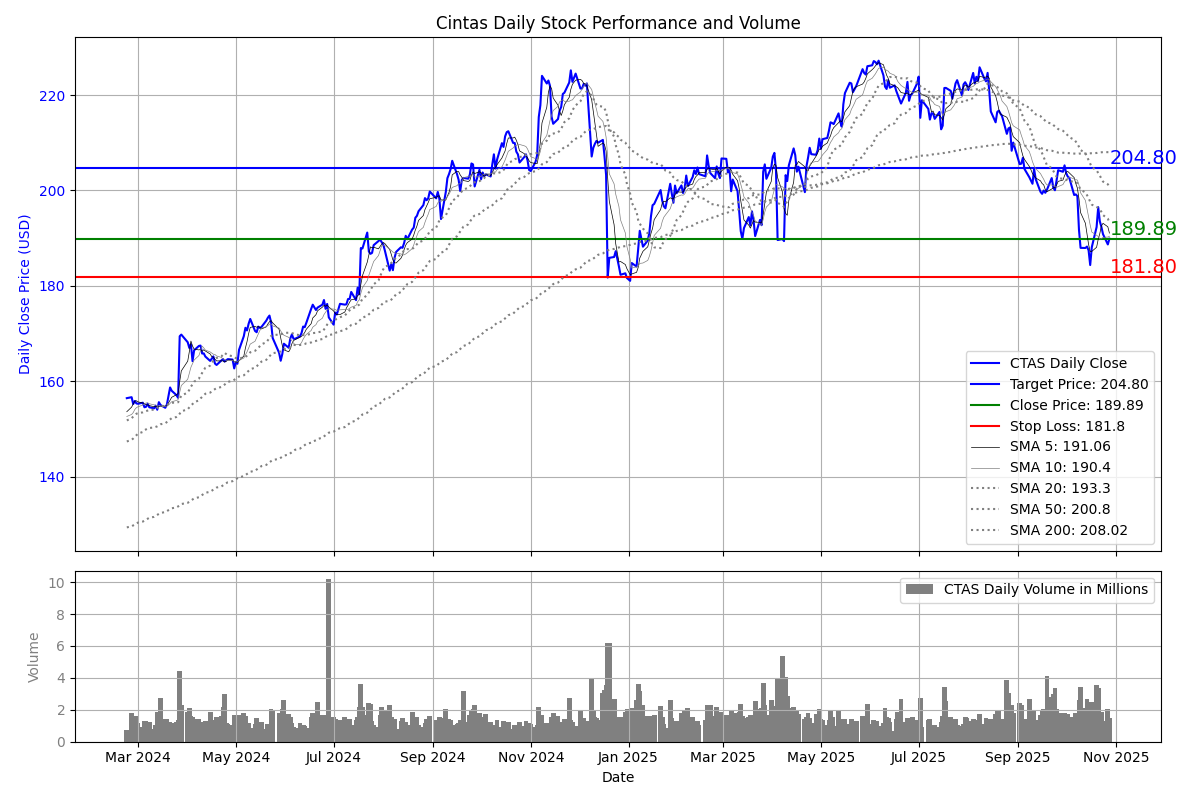 Cintas Daily Stock Performance and Volume
Daily Close Price (USD)
220
200
180
160
140
204.80
189.89
181.80
CTAS Daily Close
Target Price: 204.80
Close Price: 189.89
Stop Loss: 181.8
SMA 5: 191.06
SMA 10: 190.4
SMA 20: 193.3
SMA 50: 200.8
SMA 200: 208.02
Volume
10
8
6
4
2
0
CTAS Daily Volume in Millions
Mar 2024 May 2024 Jul 2024 Sep 2024 Nov 2024 Jan 2025 Mar 2025 May 2025 Jul 2025 Sep 2025 Nov 2025
Date